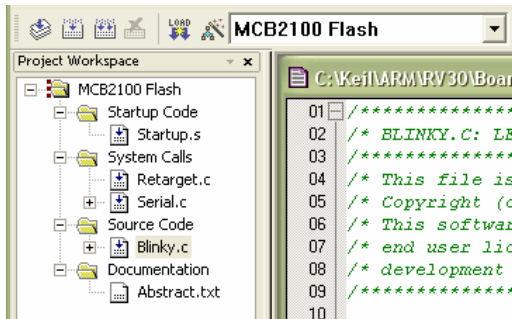 LOAD
MCB2100 Flash
Project Workspace
MCB2100 Flash
Startup Code
Startup.s
System Calls
Retarget.c
Serial.c
Source Code
Blinky.c
Documentation
Abstract.txt
C:\Keil\ARM\RV30\Boar
01 /**************
02 /* BLINKY.C: LE
03 /**************
04 /* This file is
05 /* Copyright (c
06 /* This softwar
07 /* end user lic
08 /* development
09 /**************
10